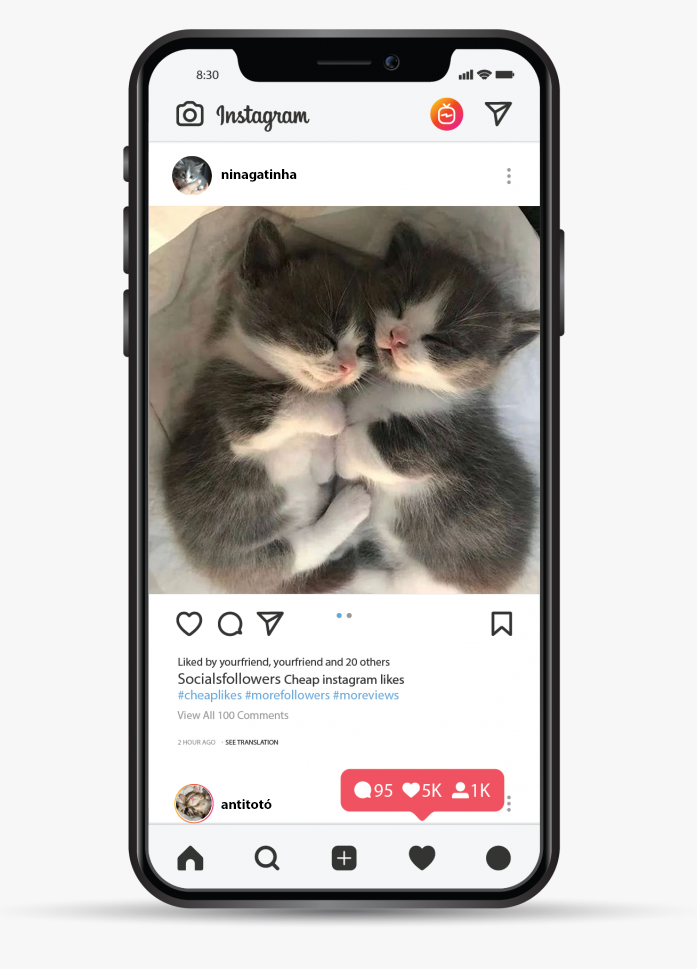 8:30
Instagram
ninagatinha
Liked by yourfriend, yourfriend and 20 others
Socialsfollowers Cheap instagram likes
#cheaplikes #morefollowers #moreviews
View All 100 Comments
2 HOUR AGO · SEE TRANSLATION
95 5K 1K
antitotó